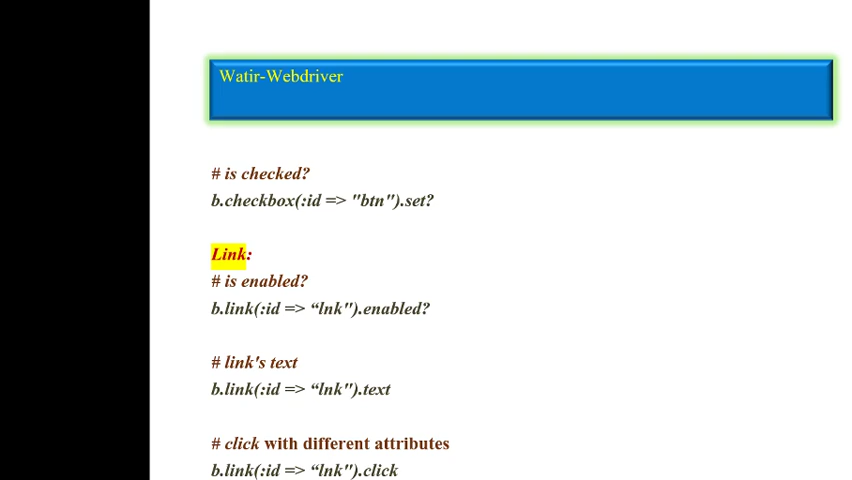 Watir-Webdriver
# is checked?
b.checkbox(:id => "btn").set?
Link:
# is enabled?
b.link(:id => “lnk").enabled?
# link's text
b.link(:id => “lnk").text
# click with different attributes
b.link(:id => “lnk").click